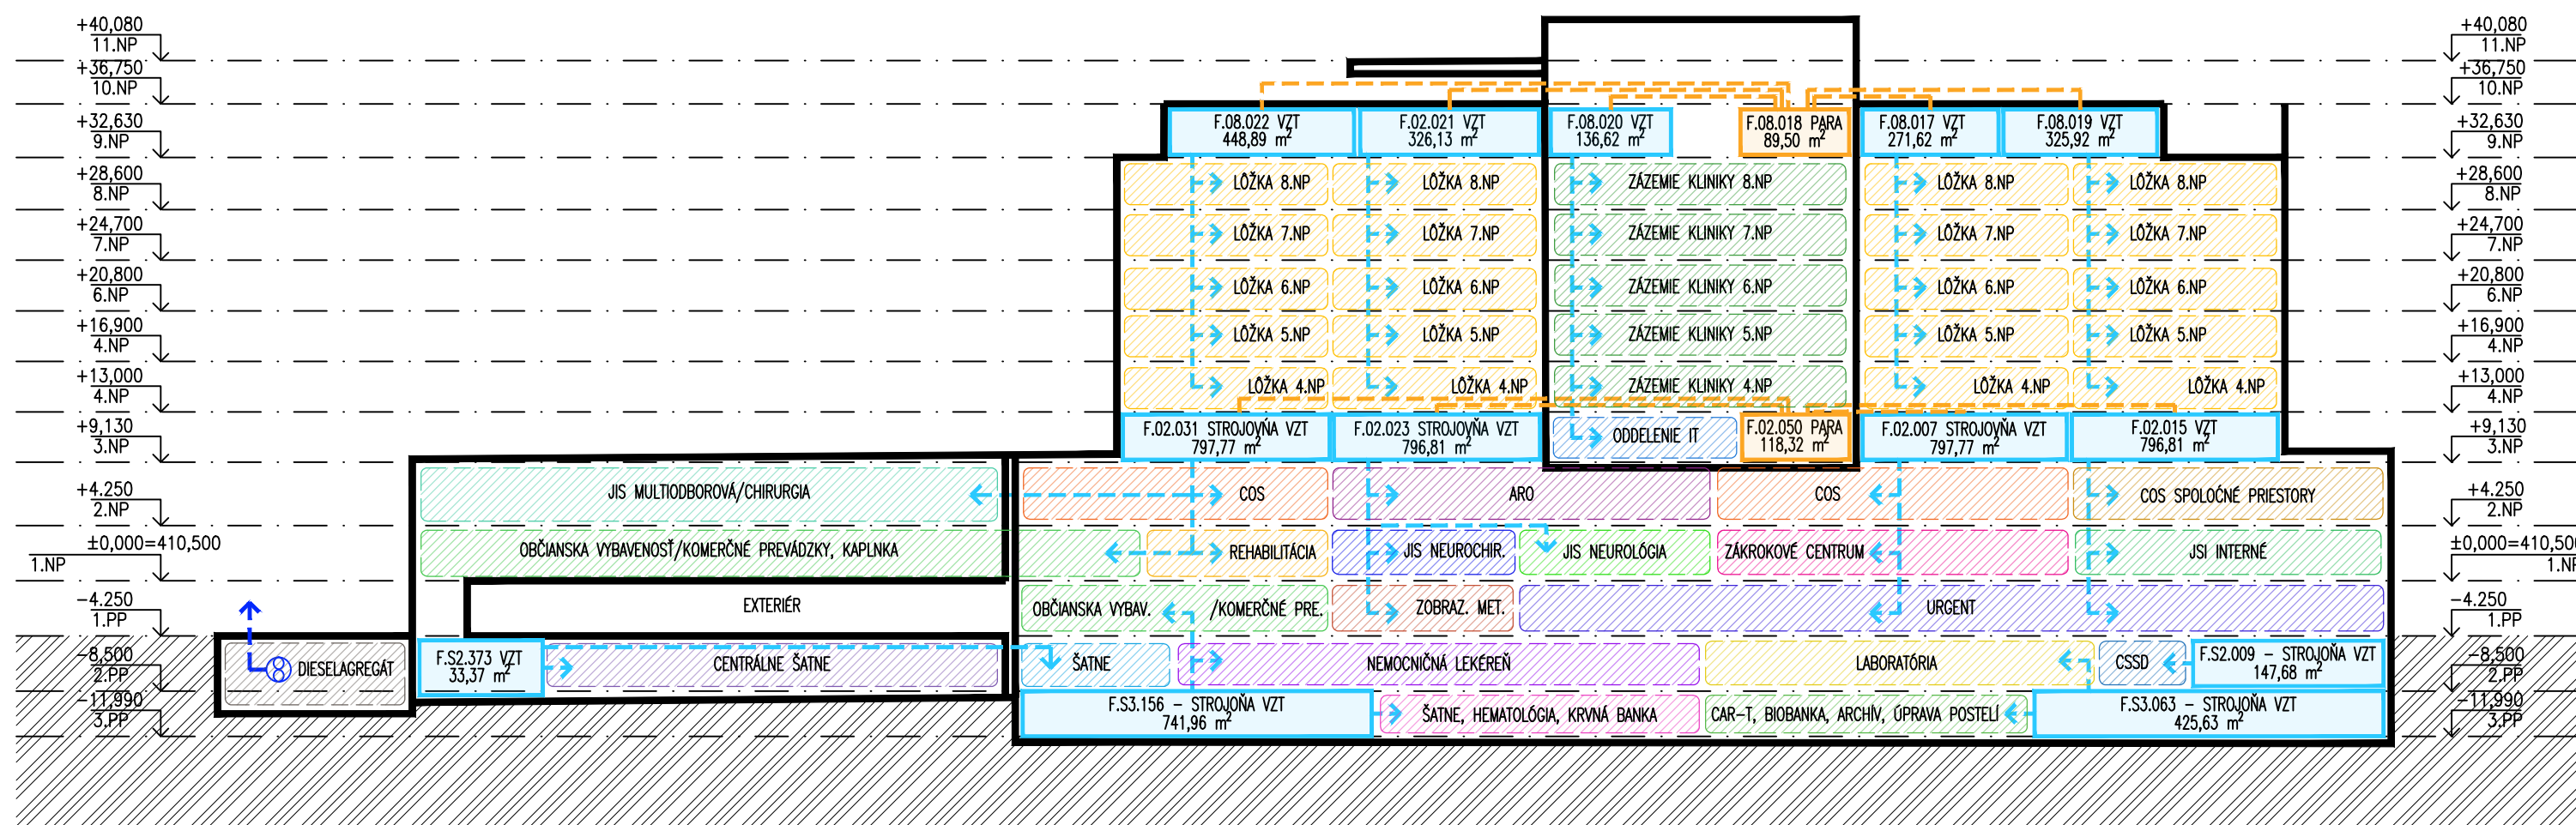 +40,080
11.NP
+36,750
10.NP
+32,630
9.NP
+28,600
8.NP
+24,700
7.NP
+20,800
6.NP
+16,900
4.NP
+13,000
4.NP
+9,130
3.NP
+4.250
2.NP
±0,000=410,500
1.NP
-4.250
1.PP
-8,500
2.PP
-11,990
3.PP
F.08.022 VZT
448,89 m²
F.02.021 VZT
326,13 m²
F.08.020 VZT
136,62 m²
F.08.018 PARA
89,50 m²
F.08.017 VZT
271,62 m²
F.08.019 VZT
325,92 m²
LÔŽKA 8.NP
LÔŽKA 8.NP
ZÁZEMIE KLINIKY 8.NP
LÔŽKA 8.NP
LÔŽKA 8.NP
LÔŽKA 7.NP
LÔŽKA 7.NP
ZÁZEMIE KLINIKY 7.NP
LÔŽKA 7.NP
LÔŽKA 7.NP
LÔŽKA 6.NP
LÔŽKA 6.NP
ZÁZEMIE KLINIKY 6.NP
LÔŽKA 6.NP
LÔŽKA 6.NP
LÔŽKA 5.NP
LÔŽKA 5.NP
ZÁZEMIE KLINIKY 5.NP
LÔŽKA 5.NP
LÔŽKA 5.NP
LÔŽKA 4.NP
LÔŽKA 4.NP
ZÁZEMIE KLINIKY 4.NP
LÔŽKA 4.NP
LÔŽKA 4.NP
F.02.031 STROJOVŇA VZT
797,77 m²
F.02.023 STROJOVŇA VZT
796,81 m²
ODDELENIE IT
F.02.050 PARA
118,32 m²
F.02.007 STROJOVŇA VZT
797,77 m²
F.02.015 VZT
796,81 m²
JIS MULTIODBOROVÁ/CHIRURGIA
COS
ARO
COS
COS SPOLOČNÉ PRIESTORY
OBČIANSKA VYBAVENOSŤ/KOMERČNÉ PREVÁDZKY, KAPLNKA
REHABILITÁCIA
JIS NEUROCHIR.
JIS NEUROLÓGIA
ZÁKROKOVÉ CENTRUM
JSI INTERNÉ
EXTERIÉR
OBČIANSKA VYBAV.
/KOMERČNÉ PRE.
ZOBRAZ. MET.
URGENT
DIESELAGREGÁT
F.S2.373 VZT
33,37 m²
CENTRÁLNE ŠATNE
ŠATNE
NEMOCNIČNÁ LEKÉREŇ
LABORATÓRIA
CSSD
F.S2.009 – STROJOŇA VZT
147,68 m²
F.S3.156 – STROJOŇA VZT
741,96 m²
ŠATNE, HEMATOLÓGIA, KRVNÁ BANKA
CAR-T, BIOBANKA, ARCHÍV, ÚPRAVA POSTELÍ
F.S3.063 – STROJOŇA VZT
425,63 m²
+40,080
11.NP
+36,750
10.NP
+32,630
9.NP
+28,600
8.NP
+24,700
7.NP
+20,800
6.NP
+16,900
4.NP
+13,000
4.NP
+9,130
3.NP
+4.250
2.NP
±0,000=410,500
1.NP
-4.250
1.PP
-8,500
2.PP
-11,990
3.PP